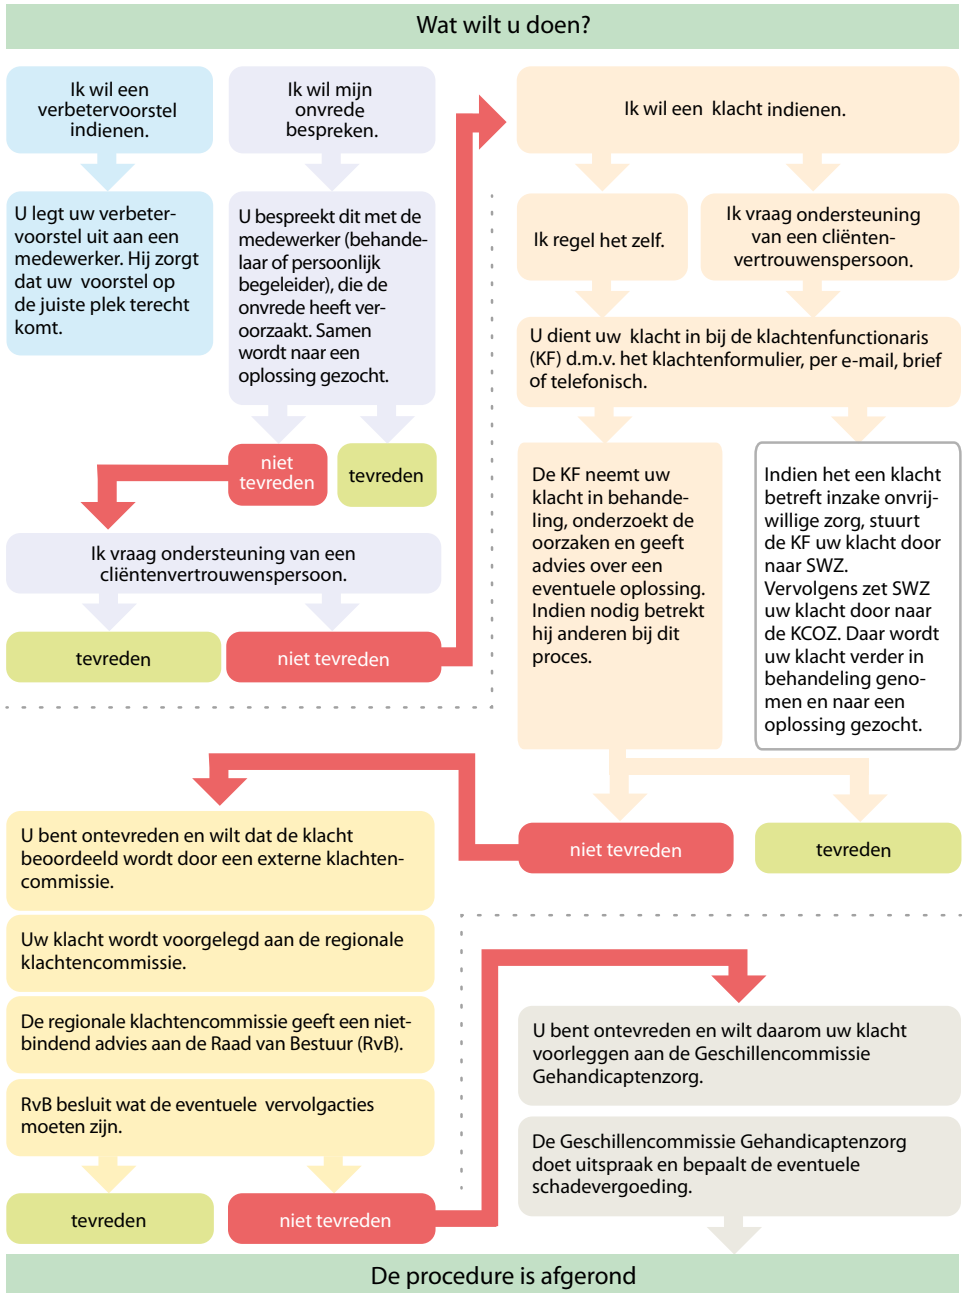 Wat wilt u doen?
Ik wil een
verbetervoorstel
indienen.
U legt uw verbeter-
voorstel uit aan een
medewerker. Hij zorgt
dat uw voorstel op
de juiste plek terecht
komt.
Ik wil mijn
onvrede
bespreken.
U bespreekt dit met de
medewerker (behande-
laar of persoonlijk
begeleider), die de
onvrede heeft ver-
oorzaakt. Samen
wordt naar een
oplossing gezocht.
niet
tevreden
tevreden
Ik vraag ondersteuning van een
cliëntenvertrouwenspersoon.
tevreden
niet tevreden
Ik wil een klacht indienen.
Ik regel het zelf.
Ik vraag ondersteuning
van een cliënten-
vertrouwenspersoon.
U dient uw klacht in bij de klachtenfunctionaris
(KF) d.m.v. het klachtenformulier, per e-mail, brief
of telefonisch.
De KF neemt uw
klacht in behande-
ling, onderzoekt de
oorzaken en geeft
advies over een
eventuele oplossing.
Indien nodig betrekt
hij anderen bij dit
proces.
Indien het een klacht
betreft inzake onvrij-
willige zorg, stuurt
de KF uw klacht door
naar SWZ.
Vervolgens zet SWZ
uw klacht door naar
de KCOZ. Daar wordt
uw klacht verder in
behandeling geno-
men en naar een
oplossing gezocht.
niet tevreden
tevreden
U bent ontevreden en wilt dat de klacht
beoordeeld wordt door een externe klachten-
commissie.
Uw klacht wordt voorgelegd aan de regionale
klachtencommissie.
De regionale klachtencommissie geeft een niet-
bindend advies aan de Raad van Bestuur (RvB).
RvB besluit wat de eventuele vervolgacties
moeten zijn.
tevreden
niet tevreden
U bent ontevreden en wilt daarom uw klacht
voorleggen aan de Geschillencommissie
Gehandicaptenzorg.
De Geschillencommissie Gehandicaptenzorg
doet uitspraak en bepaalt de eventuele
schadevergoeding.
De procedure is afgerond